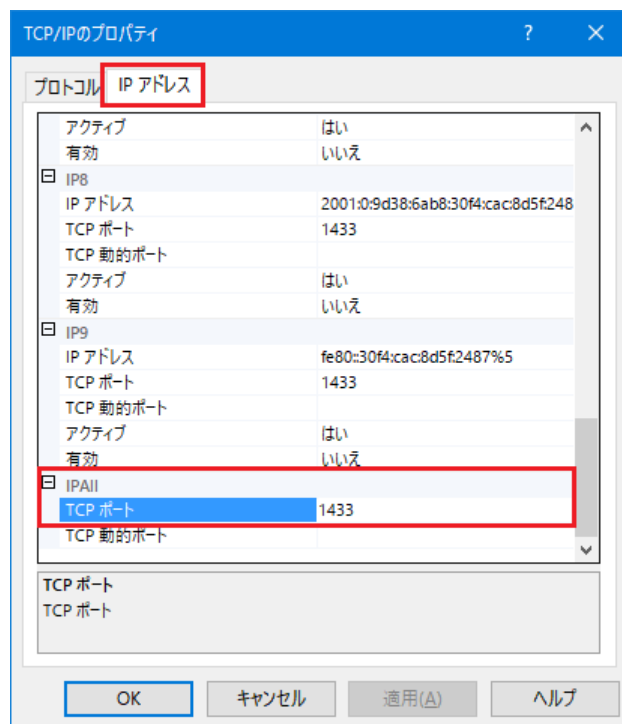 TCP/IPのプロパティ ? ×
プロトコル IP アドレス
アクティブ はい
有効 いいえ
IP8
IP アドレス 2001:0:9d38:6ab8:30f4:cac:8d5f:248
TCP ポート 1433
TCP 動的ポート
アクティブ はい
有効 いいえ
IP9
IP アドレス fe80::30f4:cac:8d5f:2487%5
TCP ポート 1433
TCP 動的ポート
アクティブ はい
有効 いいえ
IPAll
TCP ポート 1433
TCP 動的ポート
TCP ポート
TCP ポート
OK キャンセル 適用(A) ヘルプ